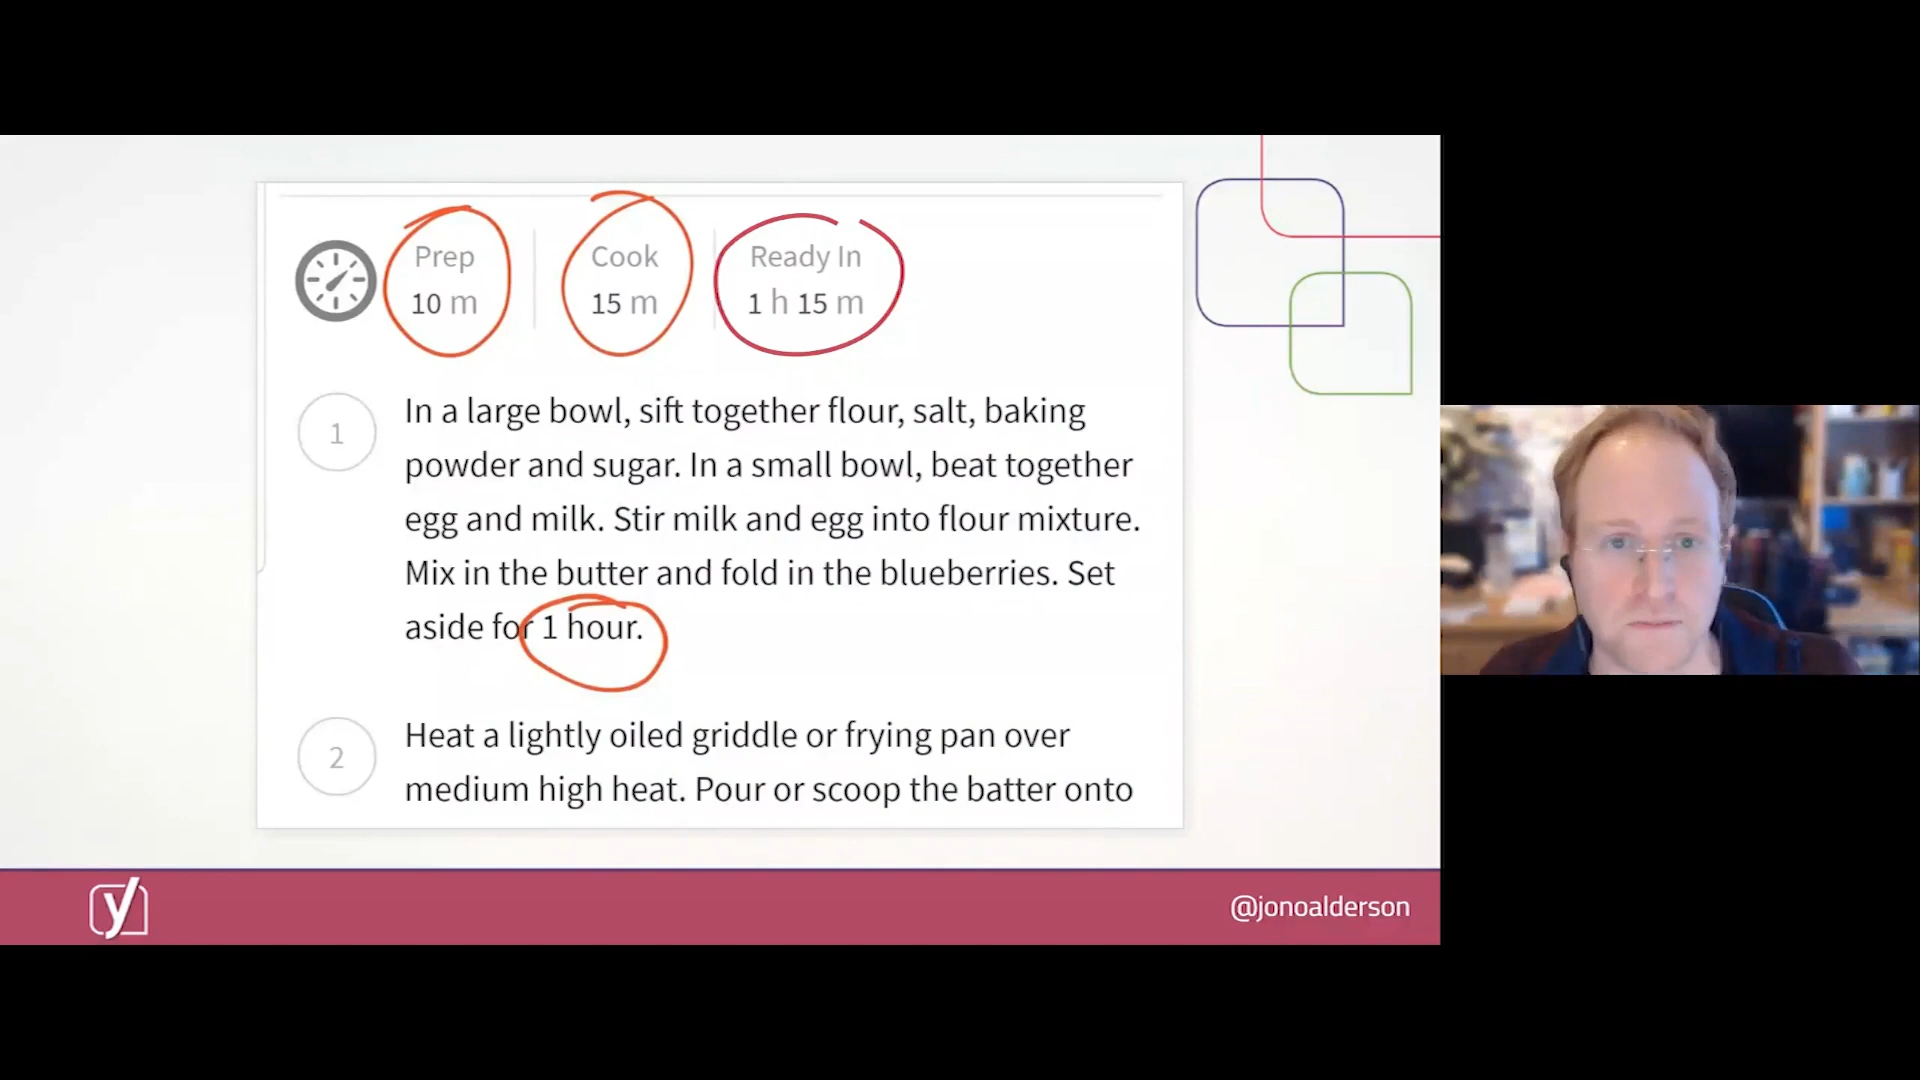 Prep
10 m
Cook
15 m
Ready In
1 h 15 m
1
In a large bowl, sift together flour, salt, baking
powder and sugar. In a small bowl, beat together
egg and milk. Stir milk and egg into flour mixture.
Mix in the butter and fold in the blueberries. Set
aside for 1 hour.
2
Heat a lightly oiled griddle or frying pan over
medium high heat. Pour or scoop the batter onto
y
@jonoalderson